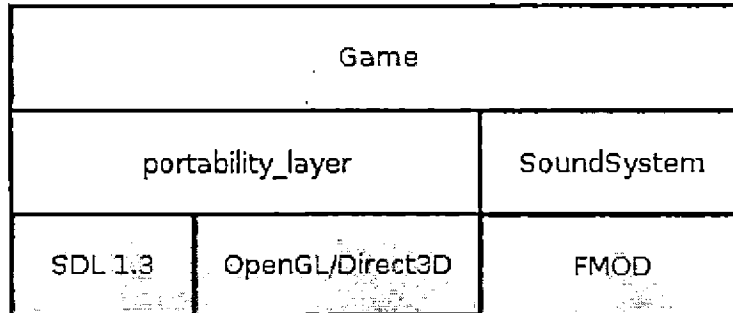 Game
portability_layer SoundSystem
SDL 1.3 OpenGL/Direct3D FMOD